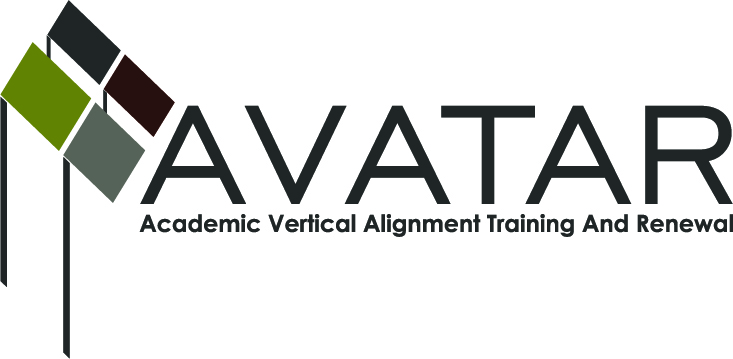 AVATAR
Academic Vertical Alignment Training And Renewal